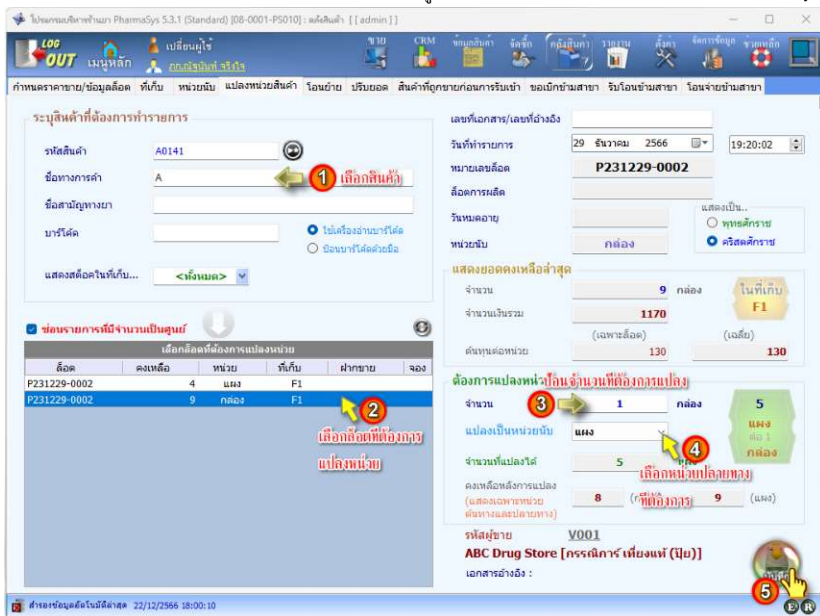 โปรแกรมบริหารร้านยา PharmaSys 5.3.1 (Standard) [08-0001-PS010] : คลังสินค้า [ [ admin ] ]
LOG OUT เมนูหลัก เปลี่ยนผู้ใช้ ขาย CRM ข้อมูลสินค้า จัดซื้อ คลังสินค้า รายงาน ตั้งค่า จัดการข้อมูล ช่วยเหลือ
กำหนดราคาขาย/ข้อมูลล็อต ที่เก็บ หน่วยนับ แปลงหน่วยสินค้า โอนย้าย ปรับยอด สินค้าที่ถูกขายก่อนการรับเข้า ขอเบิกข้ามสาขา รับโอนข้ามสาขา โอนจ่ายข้ามสาขา
ระบุสินค้าที่ต้องการทำรายการ
รหัสสินค้า A0141
ชื่อทางการค้า A
1 เลือกสินค้า
ชื่อสามัญทางยา
บาร์โค้ด ใช้เครื่องอ่านบาร์โค้ด
ป้อนบาร์โค้ดด้วยมือ
แสดงสต็อคในที่เก็บ... <ทั้งหมด>
ซ่อนรายการที่มีจำนวนเป็นศูนย์
เลือกล็อตที่ต้องการแปลงหน่วย
ล็อต คงเหลือ หน่วย ที่เก็บ ฝากขาย จอง
P231229-0002 4 แผง F1
P231229-0002 9 กล่อง F1
2
เลือกล็อตที่ต้องการ
แปลงหน่วย
เลขที่เอกสาร/เลขที่อ้างอิง
วันที่ทำรายการ 29 ธันวาคม 2566 19:20:02
หมายเลขล็อต P231229-0002
ล็อตการผลิต
แสดงเป็น..
วันหมดอายุ พุทธศักราช
หน่วยนับ กล่อง คริสตศักราช
แสดงยอดคงเหลือล่าสุด
จำนวน 9 กล่อง ในที่เก็บ
จำนวนเงินรวม 1170 F1
(เฉพาะล็อต) (เฉลี่ย)
ต้นทุนต่อหน่วย 130 130
ต้องการแปลงหน่วย ป้อนจำนวนที่ต้องการแปลง
จำนวน 3 1 กล่อง 5
แปลงเป็นหน่วยนับ แผง แผง
ต่อ 1
4 กล่อง
จำนวนที่แปลงได้ 5
เลือกหน่วยปลายทาง
ที่ต้องการ
คงเหลือหลังการแปลง
(แสดงเฉพาะหน่วย 8 9 (แผง)
ต้นทางและปลายทาง)
รหัสผู้ขาย V001
ABC Drug Store [กรรณิการ์ เที่ยงแท้ (ปุ้ย)]
เอกสารอ้างอิง :
5
สำรองข้อมูลอัตโนมัติล่าสุด 22/12/2566 18:00:10
E R